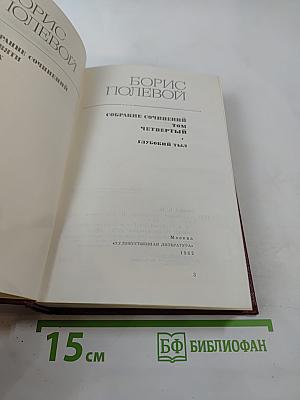 БОРИС
ПОЛЕВОЙ
СОБРАНИЕ СОЧИНЕНИЙ
ТОМ
ЧЕТВЕРТЫЙ
ГЛУБОКИЙ ТЫЛ
Москва
«ХУДОЖЕСТВЕННАЯ ЛИТЕРАТУРА»
3
15 см
БФ БИБЛИОФАН